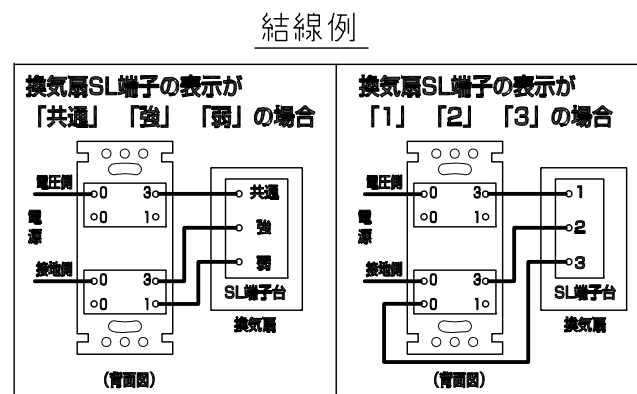 結線例
換気扇SL端子の表示が
「共通」 「強」 「弱」の場合
電圧側
0 3
共通
電源
0 1
強
接地側
0 3
弱
0 1
SL端子台
換気扇
(背面図)
換気扇SL端子の表示が
「1」 「2」 「3」の場合
電圧側
0 3
1
電源
0 1
2
接地側
0 3
3
0 1
SL端子台
換気扇
(背面図)